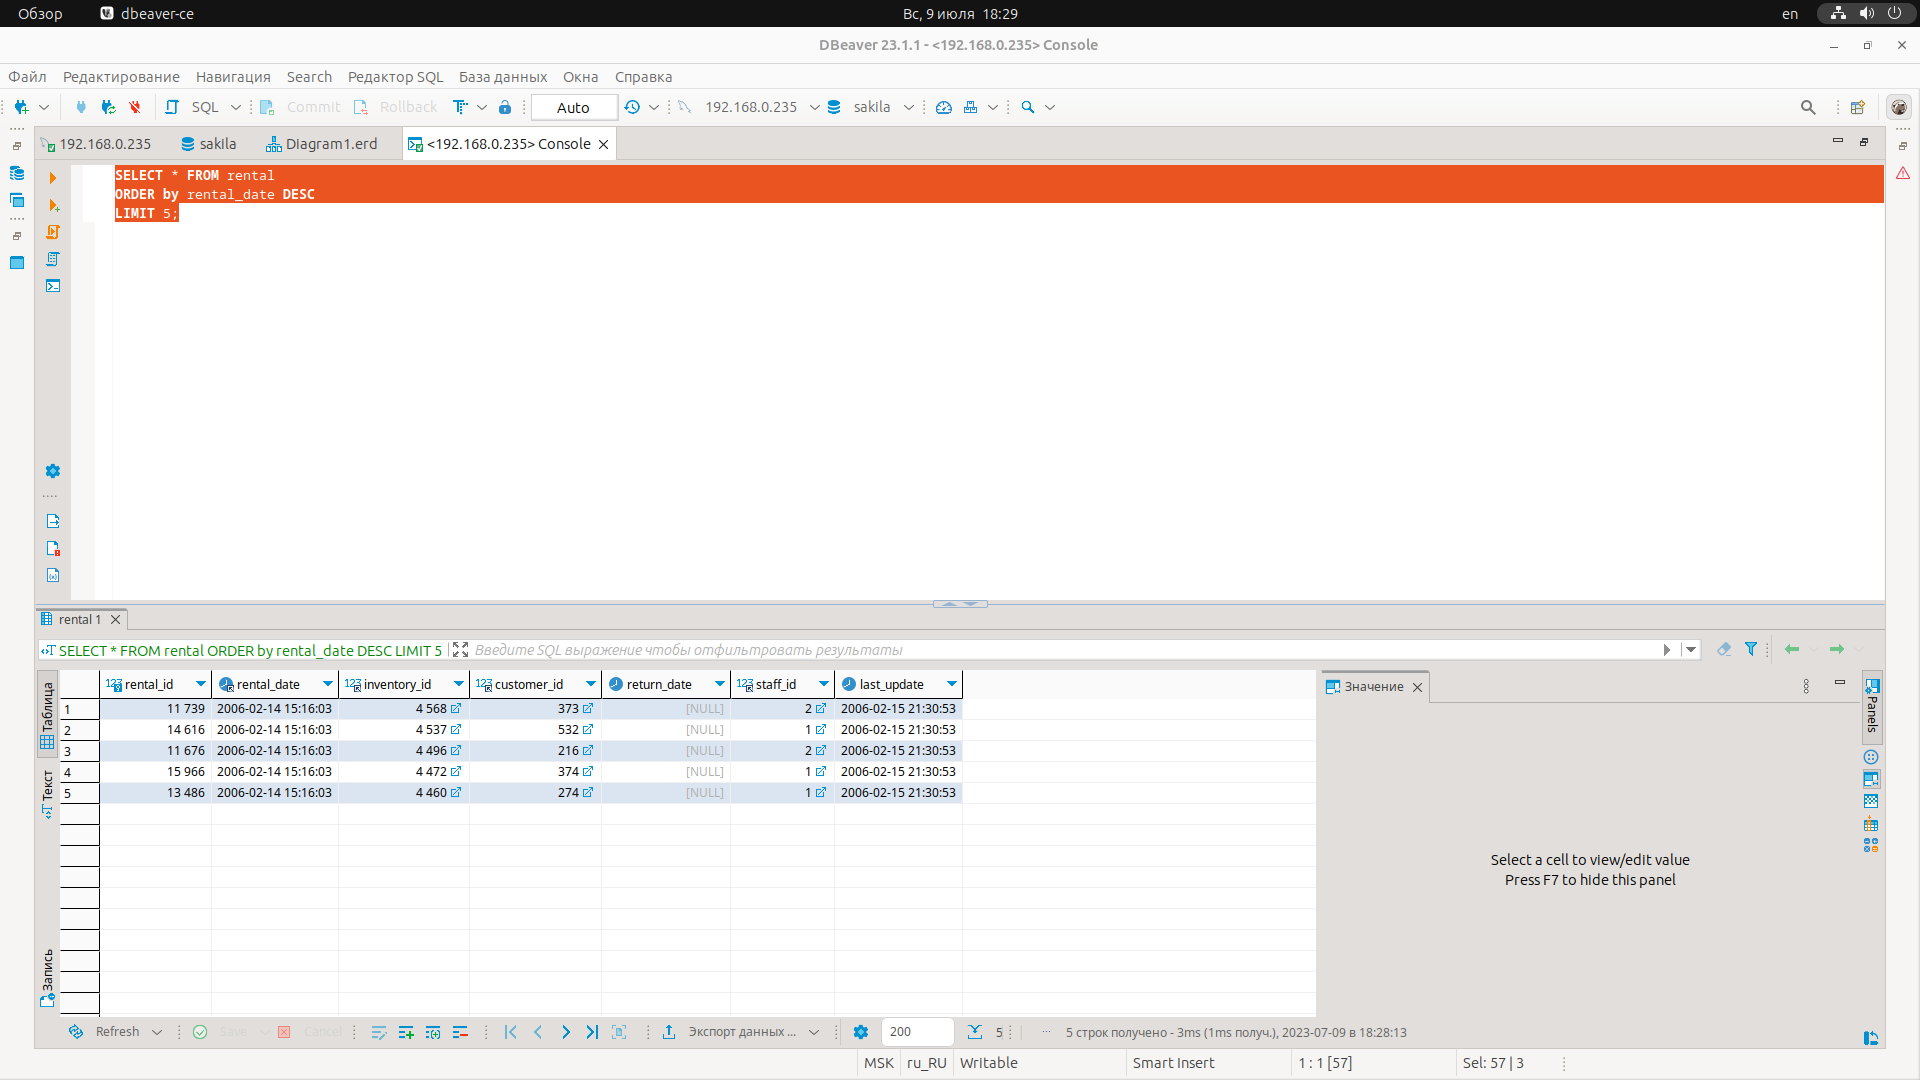 Обзор dbeaver-ce Вс, 9 июля 18:29 en
DBeaver 23.1.1 - <192.168.0.235> Console
Файл Редактирование Навигация Search Редактор SQL База данных Окна Справка
SQL Commit Rollback Auto 192.168.0.235 sakila
192.168.0.235 sakila Diagram1.erd <192.168.0.235> Console
SELECT * FROM rental
ORDER by rental_date DESC
LIMIT 5;
rental 1
SELECT * FROM rental ORDER by rental_date DESC LIMIT 5 Введите SQL выражение чтобы отфильтровать результаты
rental_id rental_date inventory_id customer_id return_date staff_id last_update
1 11 739 2006-02-14 15:16:03 4 568 373 [NULL] 2 2006-02-15 21:30:53
2 14 616 2006-02-14 15:16:03 4 537 532 [NULL] 1 2006-02-15 21:30:53
3 11 676 2006-02-14 15:16:03 4 496 216 [NULL] 2 2006-02-15 21:30:53
4 15 966 2006-02-14 15:16:03 4 472 374 [NULL] 1 2006-02-15 21:30:53
5 13 486 2006-02-14 15:16:03 4 460 274 [NULL] 1 2006-02-15 21:30:53
Таблица
Текст
Запись
Значение
Panels
Select a cell to view/edit value
Press F7 to hide this panel
Refresh Save Cancel Экспорт данных ... 200 5 ... 5 строк получено - 3ms (1ms получ.), 2023-07-09 в 18:28:13
MSK ru_RU Writable Smart Insert 1 : 1 [57] Sel: 57 | 3